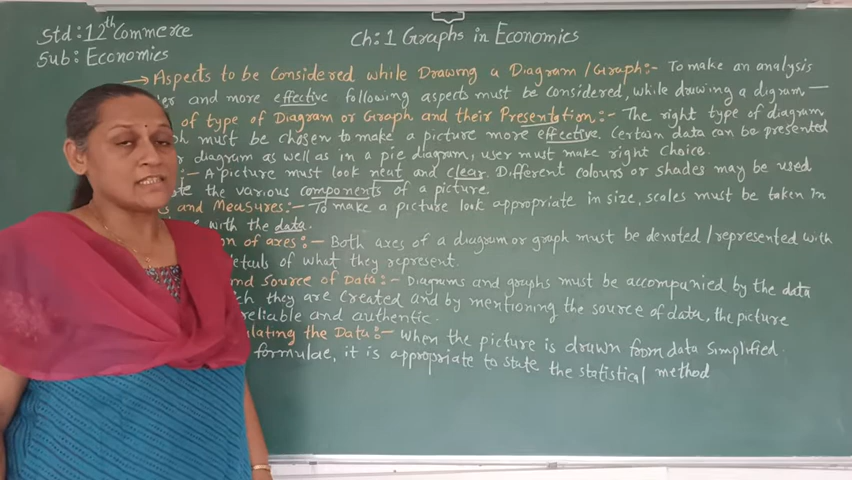 Std: 12th Commerce
Sub: Economics
Ch: 1 Graphs in Economics
→ Aspects to be Considered while Drawing a Diagram/Graph:- To make an analysis
and more effective following aspects must be considered, while drawing a digram —
of type of Diagram or Graph and their Presentation:- The right type of diagram
must be chosen to make a picture more effective. Certain data can be presented
diagram as well as in a pie diagram, user must make right choice.
:- A picture must look neat and clear. Different colours or shades may be used
the various components of a picture.
and Measures:- To make a picture look appropriate in size, scales must be taken in
with the data.
of axes:- Both axes of a diagram or graph must be denoted/represented with
details of what they represent.
and Source of Data:- Diagrams and graphs must be accompanied by the data
they are created and by mentioning the source of data, the picture
reliable and authentic.
the Data:- When the picture is drawn form data simplified.
formulae, it is appropriate to state the statistical method